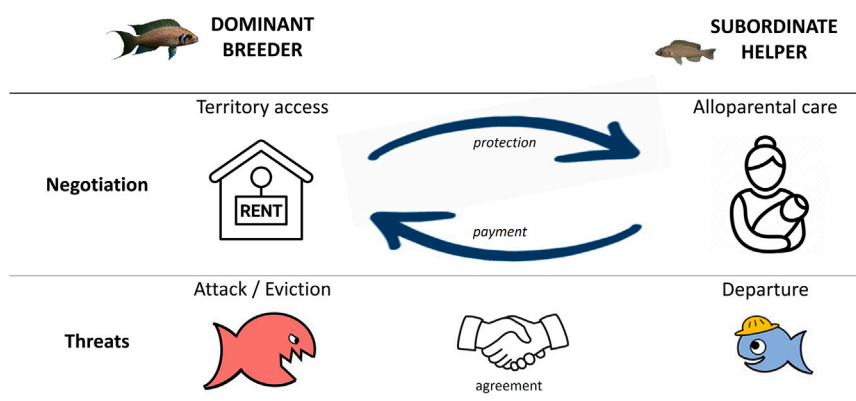 DOMINANT
BREEDER
SUBORDINATE
HELPER
Territory access
Alloparental care
protection
Negotiation
RENT
payment
Attack / Eviction
Departure
Threats
agreement